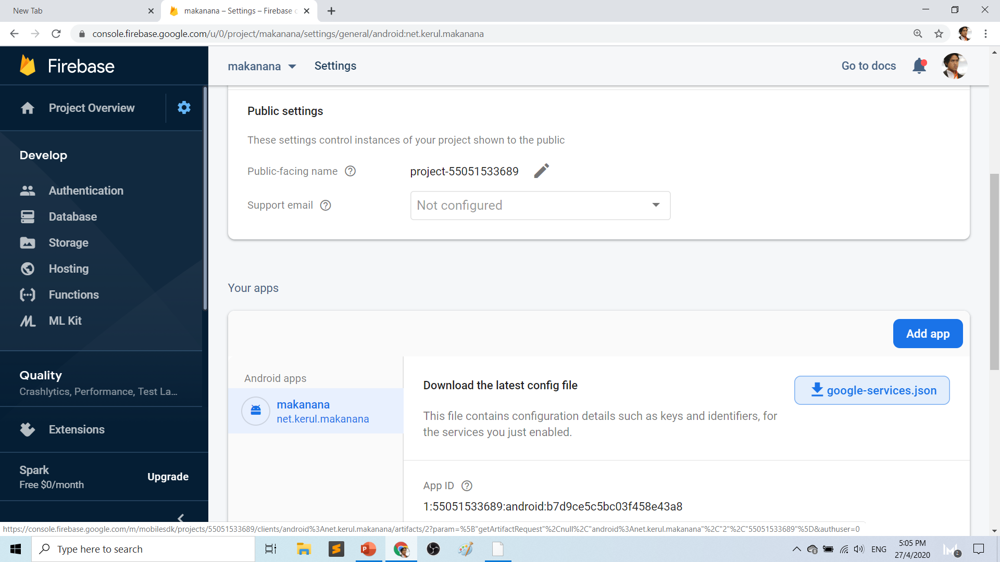 New Tab
makanana – Settings – Firebase c
console.firebase.google.com/u/0/project/makanana/settings/general/android:net.kerul.makanana
Firebase
makanana
Settings
Go to docs
Project Overview
Develop
Authentication
Database
Storage
Hosting
Functions
ML Kit
Quality
Crashlytics, Performance, Test La...
Extensions
Spark
Free $0/month
Upgrade
Public settings
These settings control instances of your project shown to the public
Public-facing name
project-55051533689
Support email
Not configured
Your apps
Add app
Android apps
makanana
net.kerul.makanana
Download the latest config file
google-services.json
This file contains configuration details such as keys and identifiers, for
the services you just enabled.
App ID
1:55051533689:android:b7d9ce5c5bc03f458e43a8
https://console.firebase.google.com/m/mobilesdk/projects/55051533689/clients/android%3Anet.kerul.makanana/artifacts/2?param=%5B"getArtifactRequest"%2Cnull%2C"android%3Anet.kerul.makanana"%2C"2"%2C"55051533689"%5D&authuser=0
Type here to search
ENG
5:05 PM
27/4/2020
2